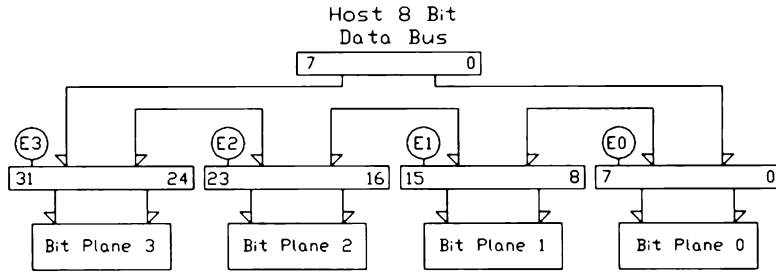 Host 8 Bit
Data Bus
7 0
E3 E2 E1 E0
31 24 23 16 15 8 7 0
Bit Plane 3 Bit Plane 2 Bit Plane 1 Bit Plane 0